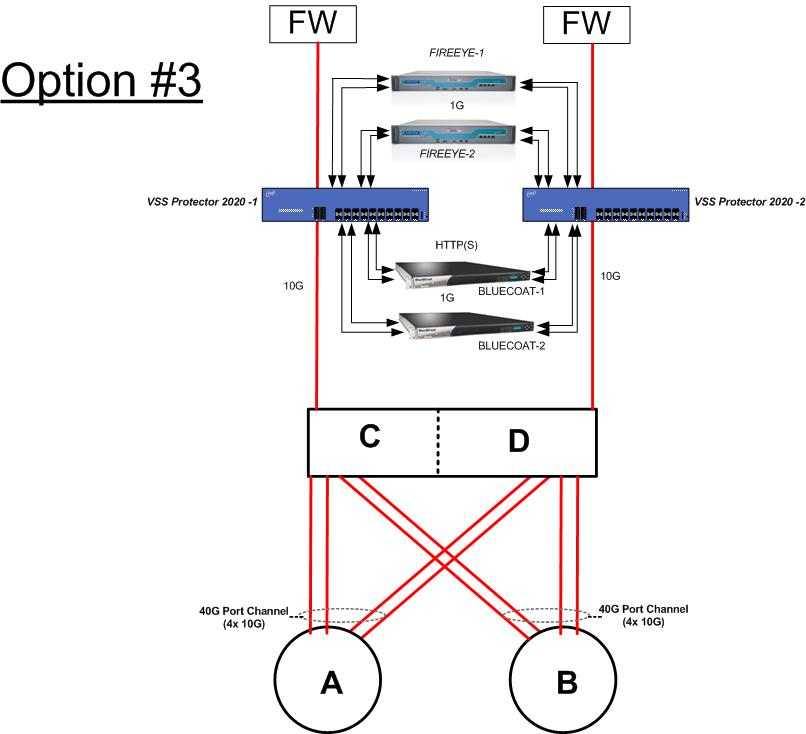 FW
FW
Option #3
FIREEYE-1
1G
FIREEYE-2
VSS Protector 2020 -1
VSS Protector 2020 -2
HTTP(S)
10G
10G
1G
BLUECOAT-1
BLUECOAT-2
C
D
40G Port Channel
(4x 10G)
40G Port Channel
(4x 10G)
A
B